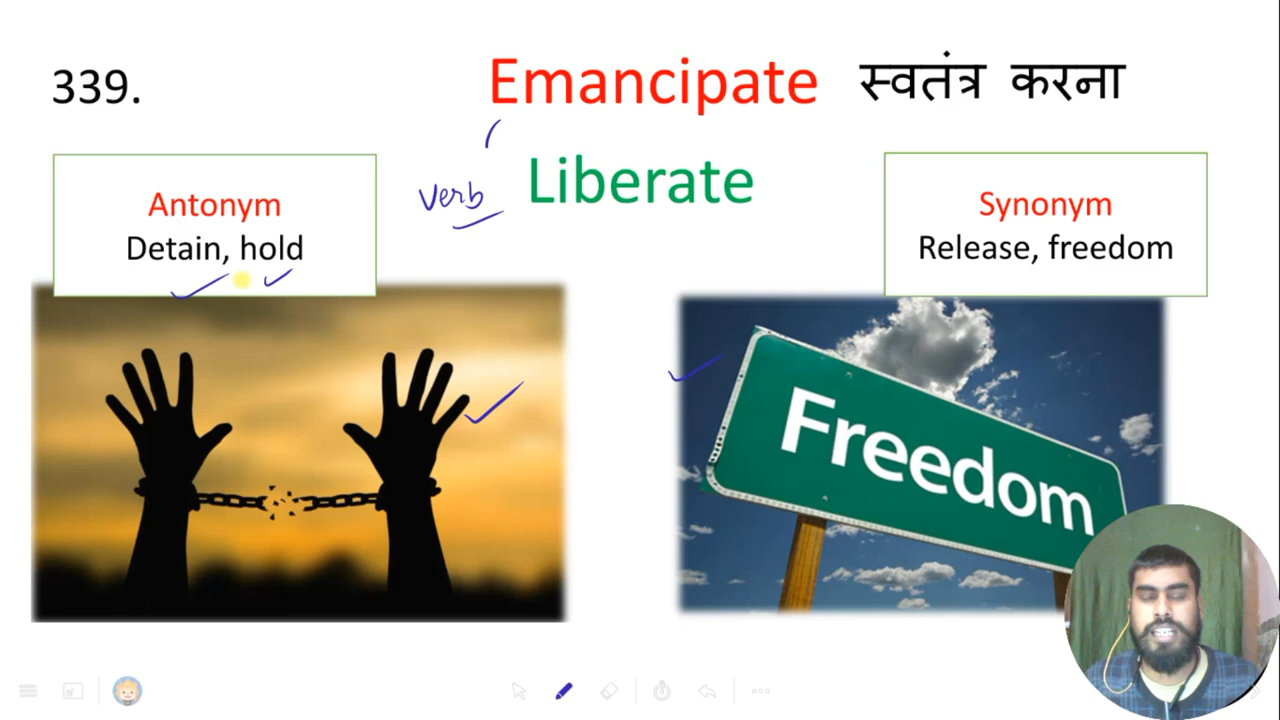 339.
Emancipate स्वतंत्र करना
Liberate
verb
Antonym
Detain, hold
Synonym
Release, freedom
Freedom